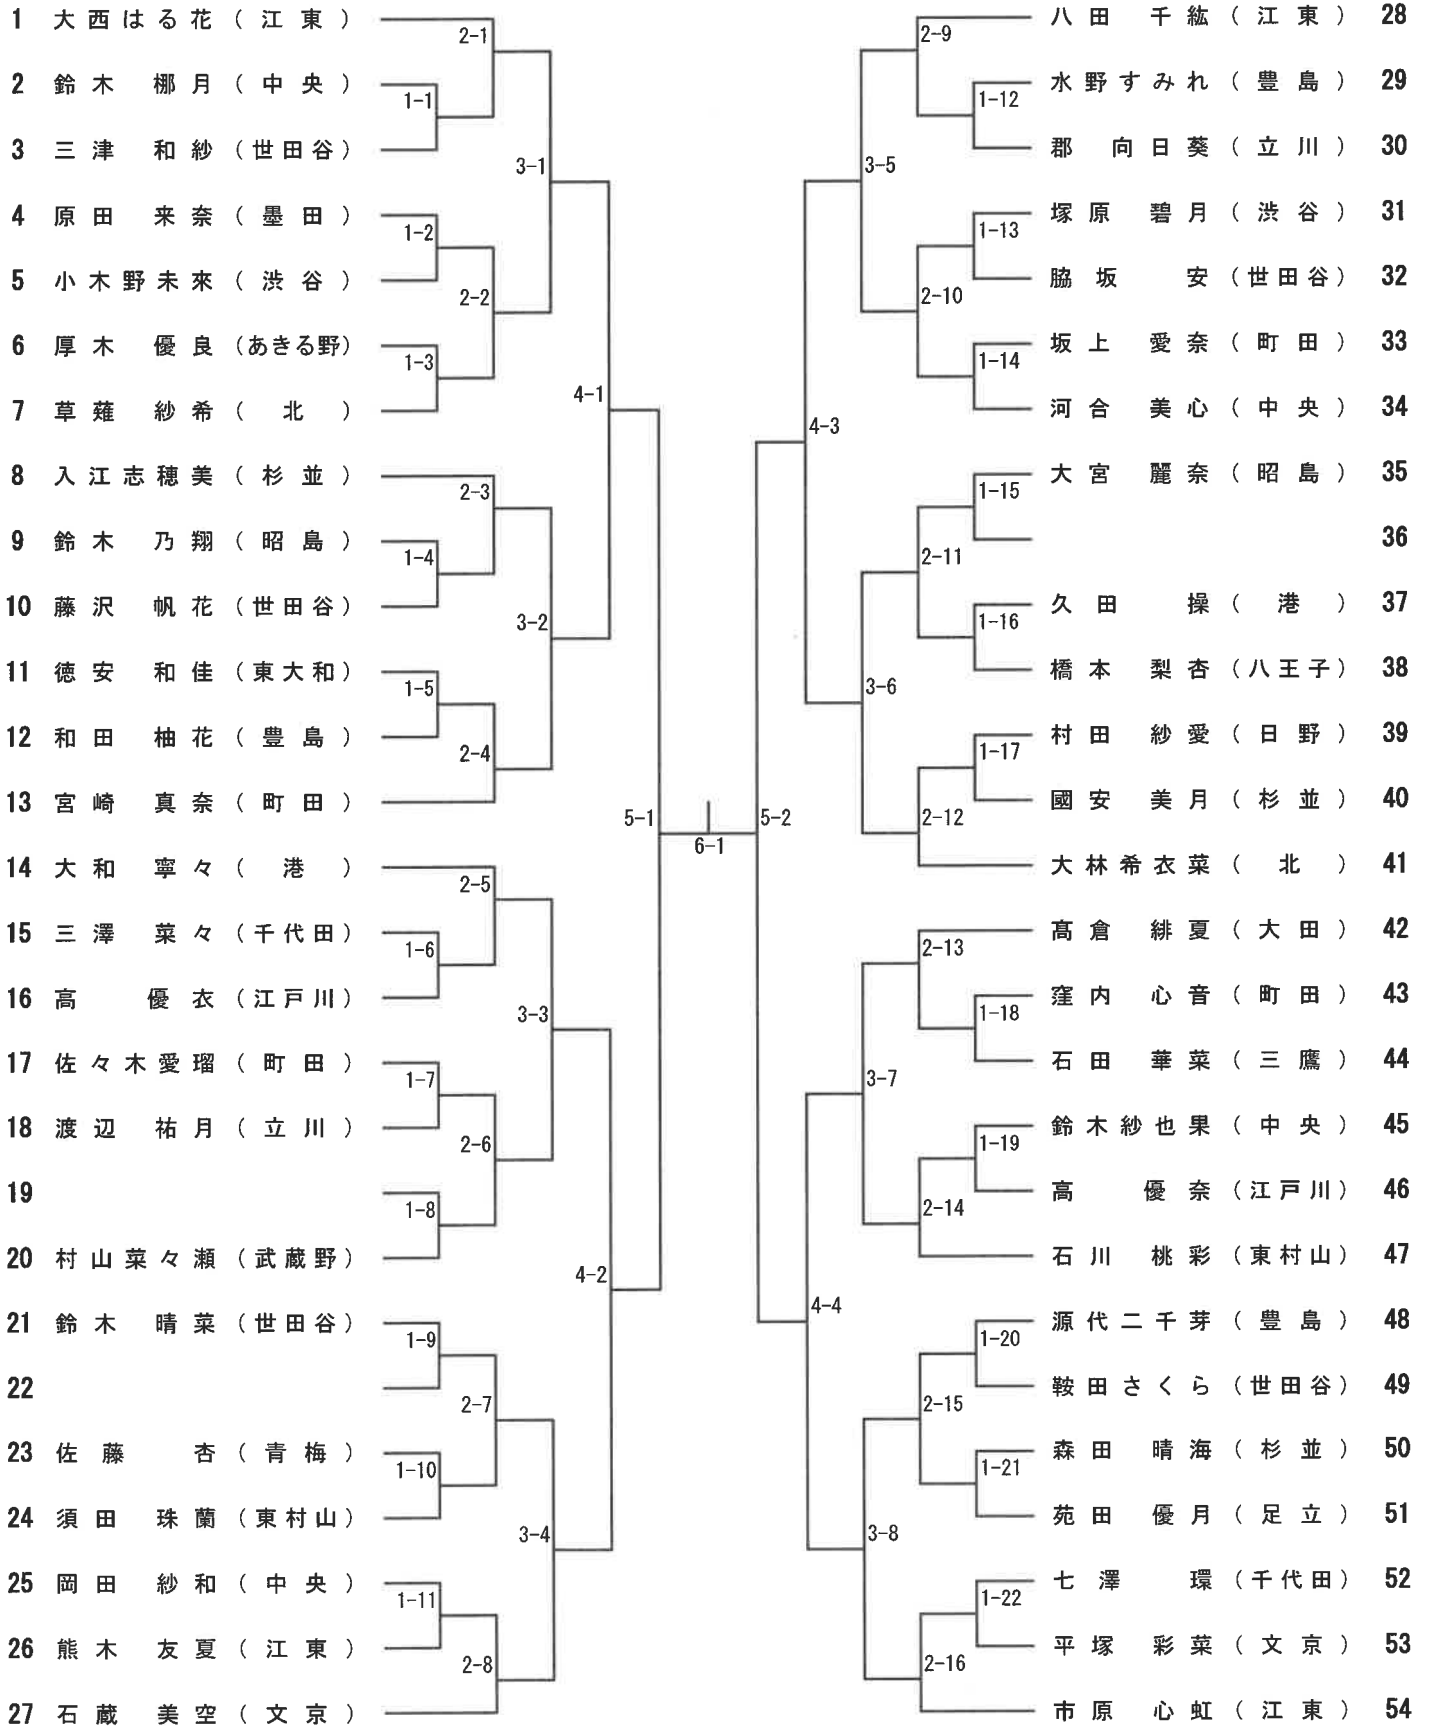 1 大西はる花(江東)
2 鈴木 梛月(中央)
3 三津 和紗(世田谷)
4 原田 来奈(墨田)
5 小木野未來(渋谷)
6 厚木 優良(あきる野)
7 草薙 紗希(北)
8 入江志穂美(杉並)
9 鈴木 乃翔(昭島)
10 藤沢 帆花(世田谷)
11 徳安 和佳(東大和)
12 和田 柚花(豊島)
13 宮崎 真奈(町田)
14 大和 寧々(港)
15 三澤 菜々(千代田)
16 高 優衣(江戸川)
17 佐々木愛瑠(町田)
18 渡辺 祐月(立川)
19
20 村山菜々瀬(武蔵野)
21 鈴木 晴菜(世田谷)
22
23 佐藤 杏(青梅)
24 須田 珠蘭(東村山)
25 岡田 紗和(中央)
26 熊木 友夏(江東)
27 石蔵 美空(文京)
1-1
1-2
1-3
1-4
1-5
1-6
1-7
1-8
1-9
1-10
1-11
2-1
2-2
2-3
2-4
2-5
2-6
2-7
2-8
3-1
3-2
3-3
3-4
4-1
4-2
5-1
6-1
5-2
4-3
4-4
3-5
3-6
3-7
3-8
2-9
2-10
2-11
2-12
2-13
2-14
2-15
2-16
1-12
1-13
1-14
1-15
1-16
1-17
1-18
1-19
1-20
1-21
1-22
八田 千紘(江東) 28
水野すみれ(豊島) 29
郡 向日葵(立川) 30
塚原 碧月(渋谷) 31
脇坂 安(世田谷) 32
坂上 愛奈(町田) 33
河合 美心(中央) 34
大宮 麗奈(昭島) 35
36
久田 操(港) 37
橋本 梨杏(八王子) 38
村田 紗愛(日野) 39
國安 美月(杉並) 40
大林希衣菜(北) 41
髙倉 緋夏(大田) 42
窪内 心音(町田) 43
石田 華菜(三鷹) 44
鈴木紗也果(中央) 45
高 優奈(江戸川) 46
石川 桃彩(東村山) 47
源代二千芽(豊島) 48
鞍田さくら(世田谷) 49
森田 晴海(杉並) 50
苑田 優月(足立) 51
七澤 環(千代田) 52
平塚 彩菜(文京) 53
市原 心虹(江東) 54